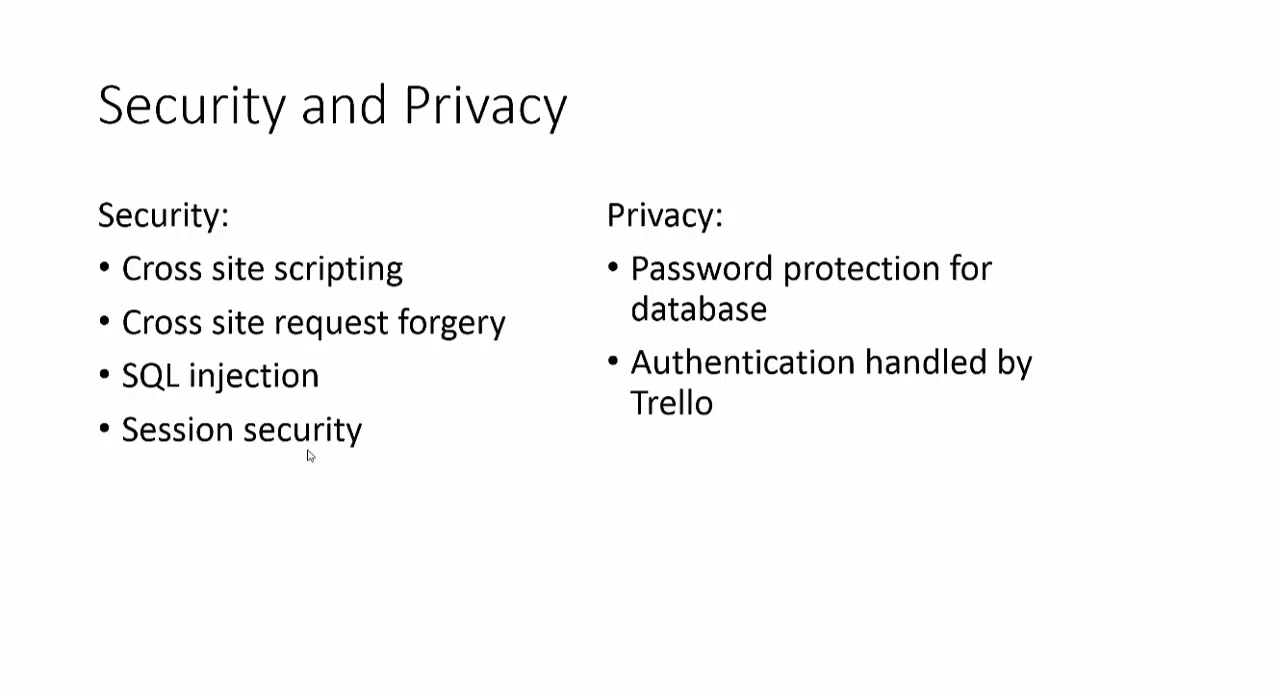 Security and Privacy
Security:
• Cross site scripting
• Cross site request forgery
• SQL injection
• Session security
Privacy:
• Password protection for
database
• Authentication handled by
Trello